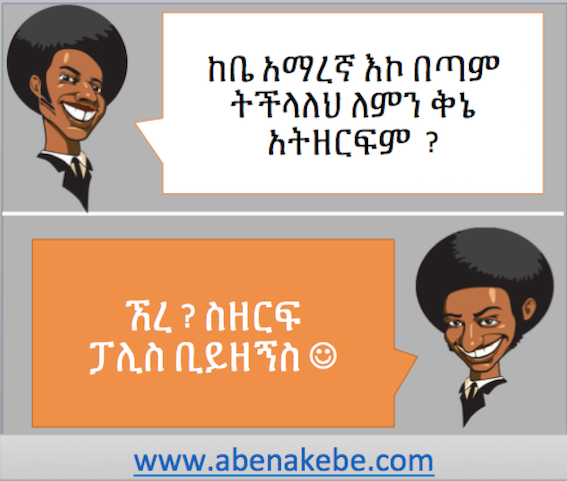 ከቤ አማረኛ እኮ በጣም
ትችላለህ ለምን ቅኔ
አትዘርፍም ?
ኧረ ? ስዘርፍ
ፓሊስ ቢይዘኝስ ☺
www.abenakebe.com